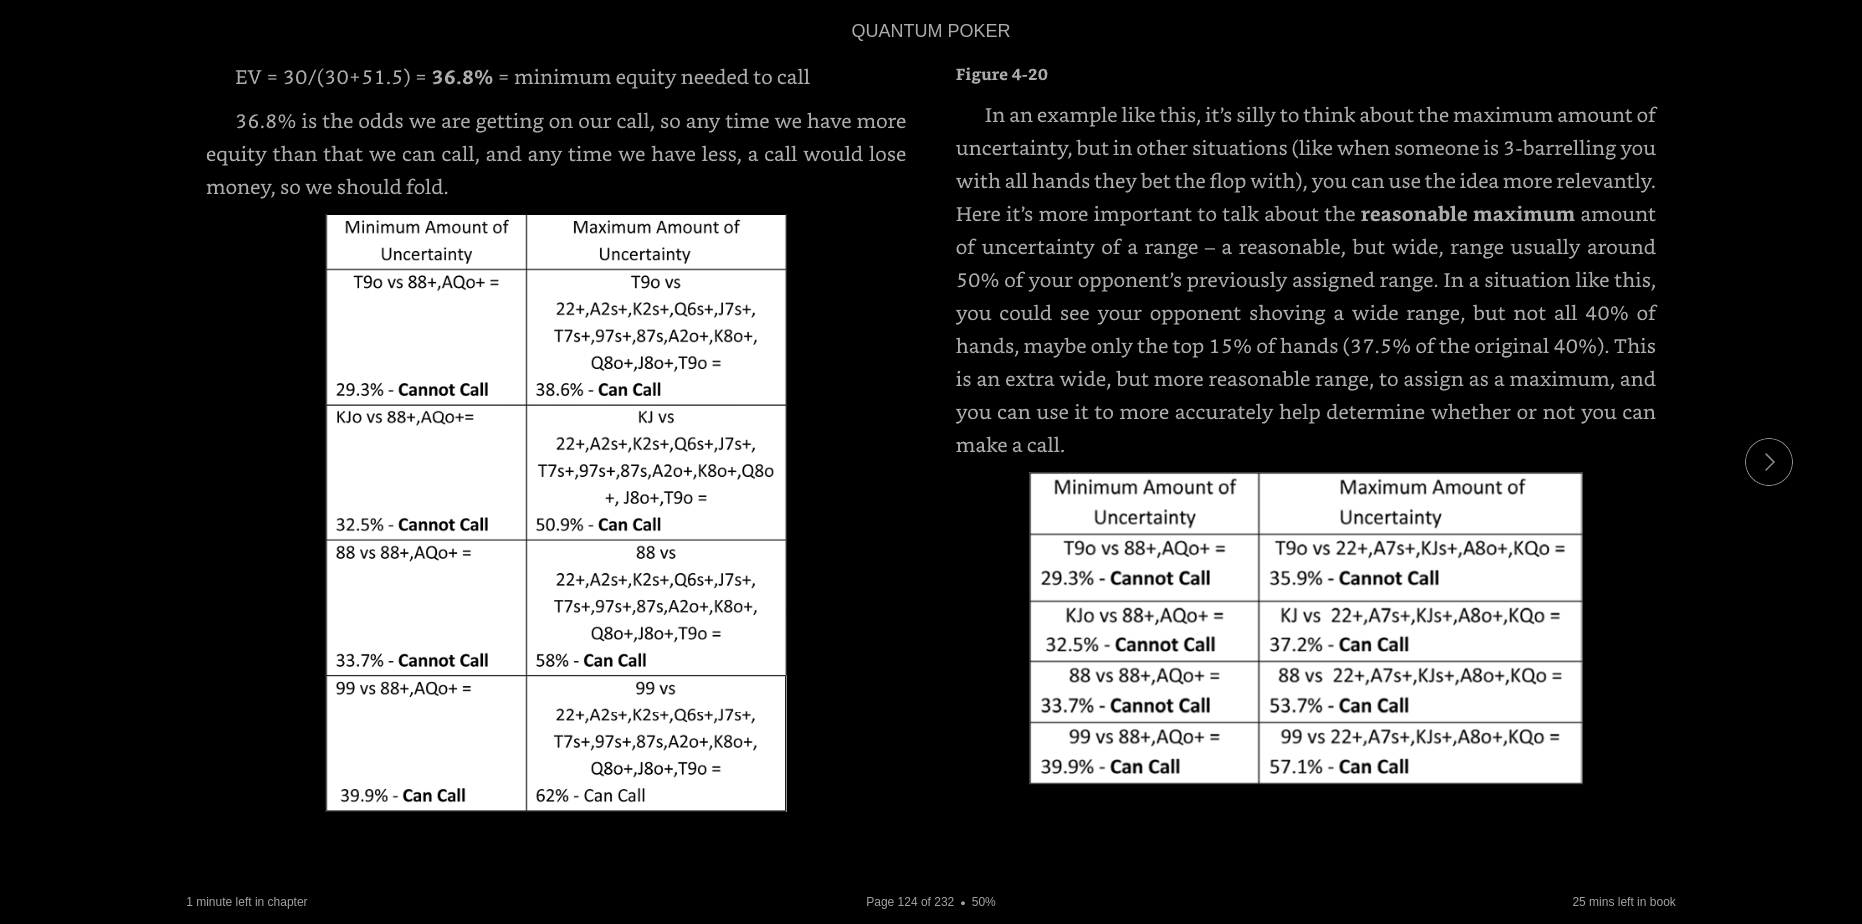 QUANTUM POKER
EV = 30/(30+51.5) = 36.8% = minimum equity needed to call
36.8% is the odds we are getting on our call, so any time we have more
equity than that we can call, and any time we have less, a call would lose
money, so we should fold.
Minimum Amount of
Uncertainty
Maximum Amount of
Uncertainty
T9o vs 88+,AQo+ =
29.3% - Cannot Call
T9o vs
22+,A2s+,K2s+,Q6s+,J7s+,
T7s+,97s+,87s,A2o+,K8o+,
Q8o+,J8o+,T9o =
38.6% - Can Call
KJo vs 88+,AQo+=
32.5% - Cannot Call
KJ vs
22+,A2s+,K2s+,Q6s+,J7s+,
T7s+,97s+,87s,A2o+,K8o+,Q8o
+, J8o+,T9o =
50.9% - Can Call
88 vs 88+,AQo+ =
33.7% - Cannot Call
88 vs
22+,A2s+,K2s+,Q6s+,J7s+,
T7s+,97s+,87s,A2o+,K8o+,
Q8o+,J8o+,T9o =
58% - Can Call
99 vs 88+,AQo+ =
39.9% - Can Call
99 vs
22+,A2s+,K2s+,Q6s+,J7s+,
T7s+,97s+,87s,A2o+,K8o+,
Q8o+,J8o+,T9o =
62% - Can Call
Figure 4-20
In an example like this, it’s silly to think about the maximum amount of
uncertainty, but in other situations (like when someone is 3-barrelling you
with all hands they bet the flop with), you can use the idea more relevantly.
Here it’s more important to talk about the reasonable maximum amount
of uncertainty of a range – a reasonable, but wide, range usually around
50% of your opponent’s previously assigned range. In a situation like this,
you could see your opponent shoving a wide range, but not all 40% of
hands, maybe only the top 15% of hands (37.5% of the original 40%). This
is an extra wide, but more reasonable range, to assign as a maximum, and
you can use it to more accurately help determine whether or not you can
make a call.
Minimum Amount of
Uncertainty
Maximum Amount of
Uncertainty
T9o vs 88+,AQo+ =
29.3% - Cannot Call
T9o vs 22+,A7s+,KJs+,A8o+,KQo =
35.9% - Cannot Call
KJo vs 88+,AQo+ =
32.5% - Cannot Call
KJ vs 22+,A7s+,KJs+,A8o+,KQo =
37.2% - Can Call
88 vs 88+,AQo+ =
33.7% - Cannot Call
88 vs 22+,A7s+,KJs+,A8o+,KQo =
53.7% - Can Call
99 vs 88+,AQo+ =
39.9% - Can Call
99 vs 22+,A7s+,KJs+,A8o+,KQo =
57.1% - Can Call
1 minute left in chapter
Page 124 of 232 • 50%
25 mins left in book